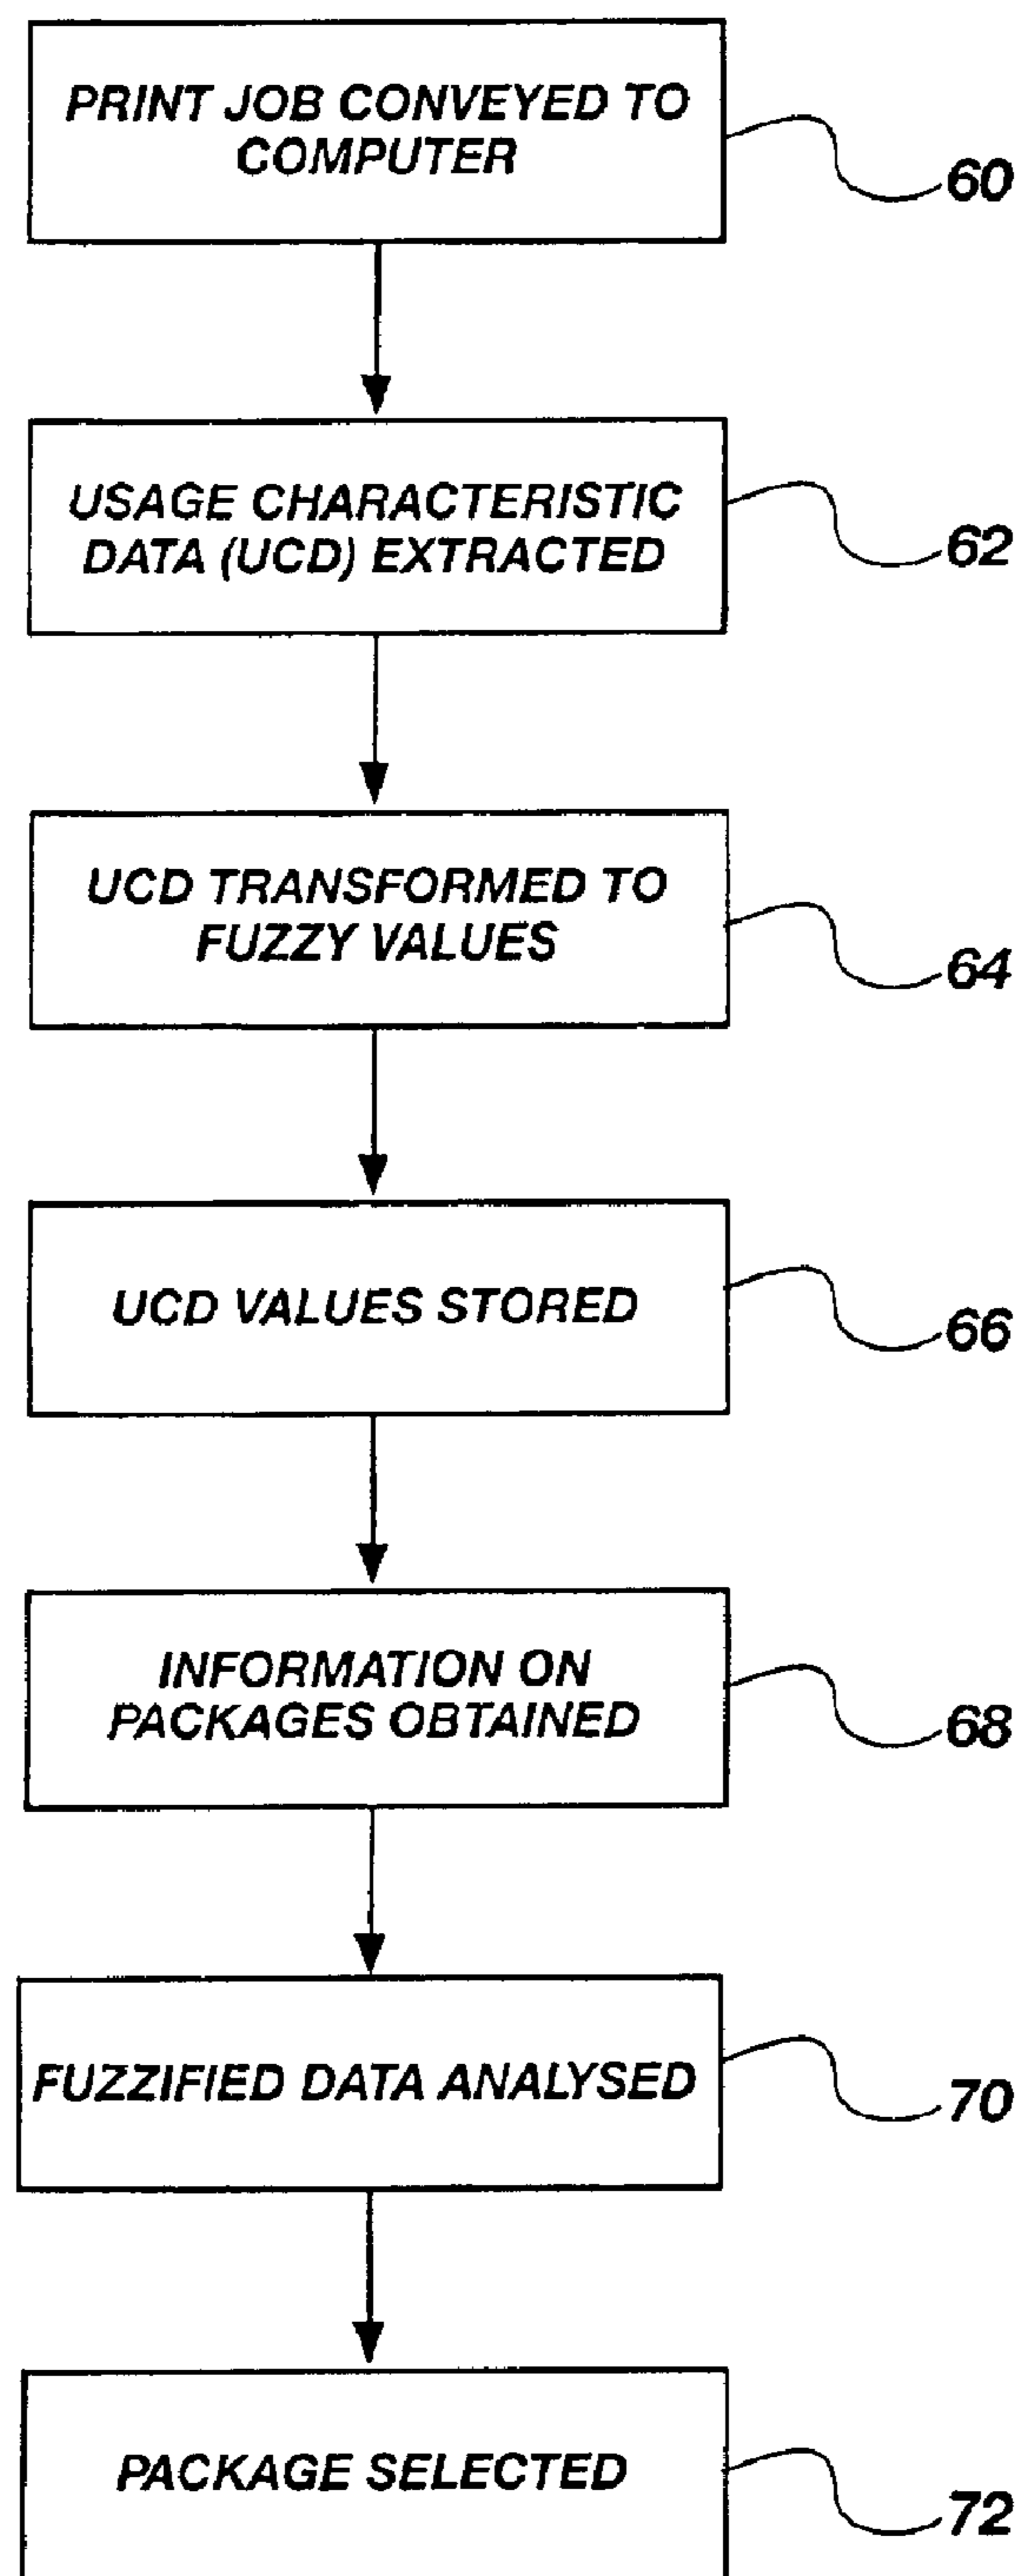 PRINT JOB CONVEYED TO
COMPUTER
60
USAGE CHARACTERISTIC
DATA (UCD) EXTRACTED
62
UCD TRANSFORMED TO
FUZZY VALUES
64
UCD VALUES STORED
66
INFORMATION ON
PACKAGES OBTAINED
68
FUZZIFIED DATA ANALYSED
70
PACKAGE SELECTED
72